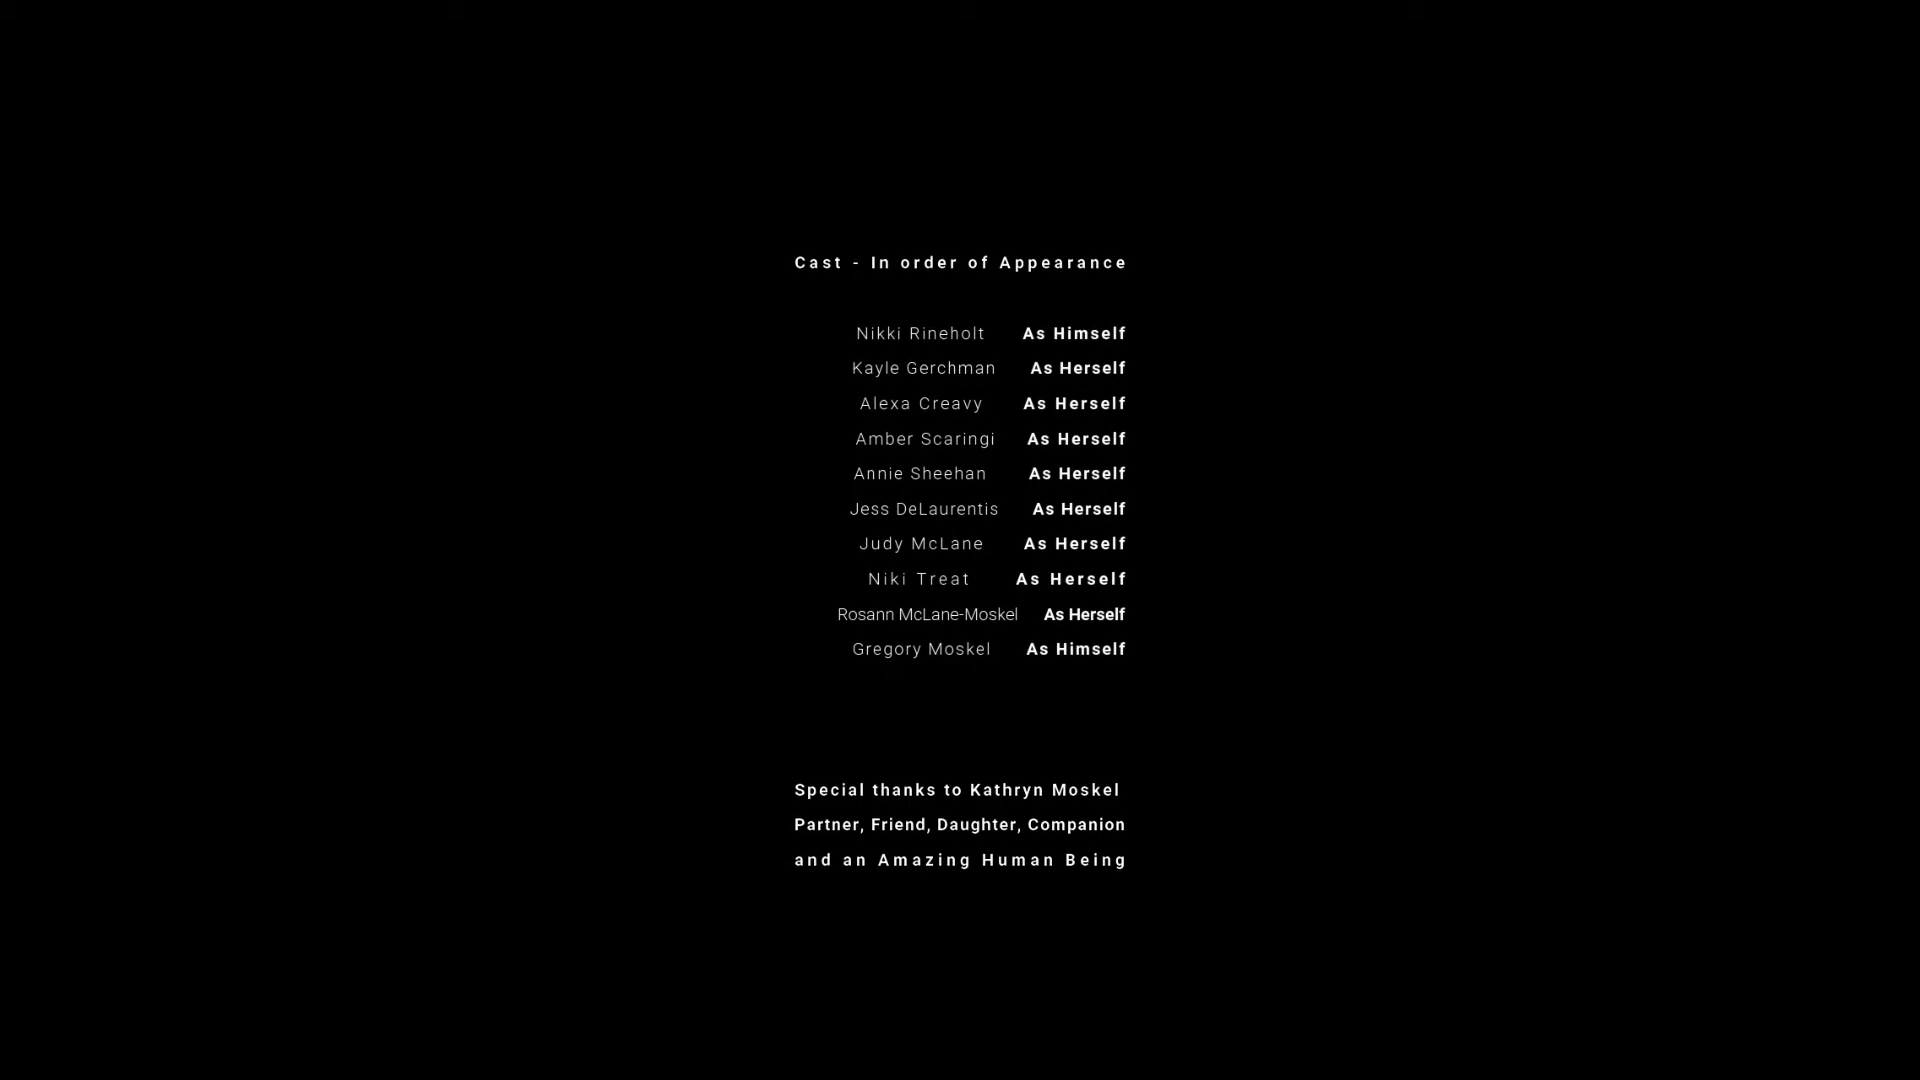 Cast - In order of Appearance
Nikki Rineholt As Himself
Kayle Gerchman As Herself
Alexa Creavy As Herself
Amber Scaringi As Herself
Annie Sheehan As Herself
Jess DeLaurentis As Herself
Judy McLane As Herself
Niki Treat As Herself
Rosann McLane-Moskel As Herself
Gregory Moskel As Himself
Special thanks to Kathryn Moskel
Partner, Friend, Daughter, Companion
and an Amazing Human Being